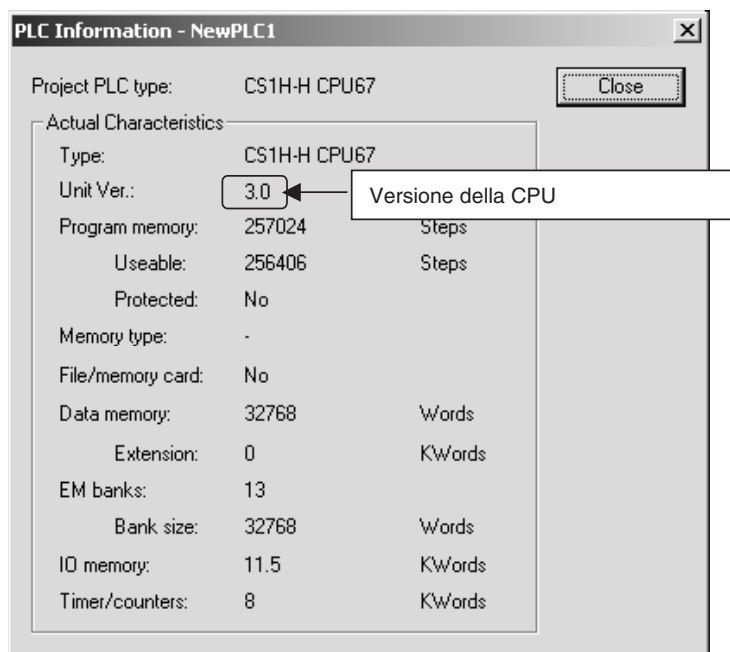 PLC Information - NewPLC1
Project PLC type: CS1H-H CPU67 Close
Actual Characteristics
Type: CS1H-H CPU67
Unit Ver.: 3.0 Versione della CPU
Program memory: 257024 Steps
Useable: 256406 Steps
Protected: No
Memory type: -
File/memory card: No
Data memory: 32768 Words
Extension: 0 KWords
EM banks: 13
Bank size: 32768 Words
IO memory: 11.5 KWords
Timer/counters: 8 KWords